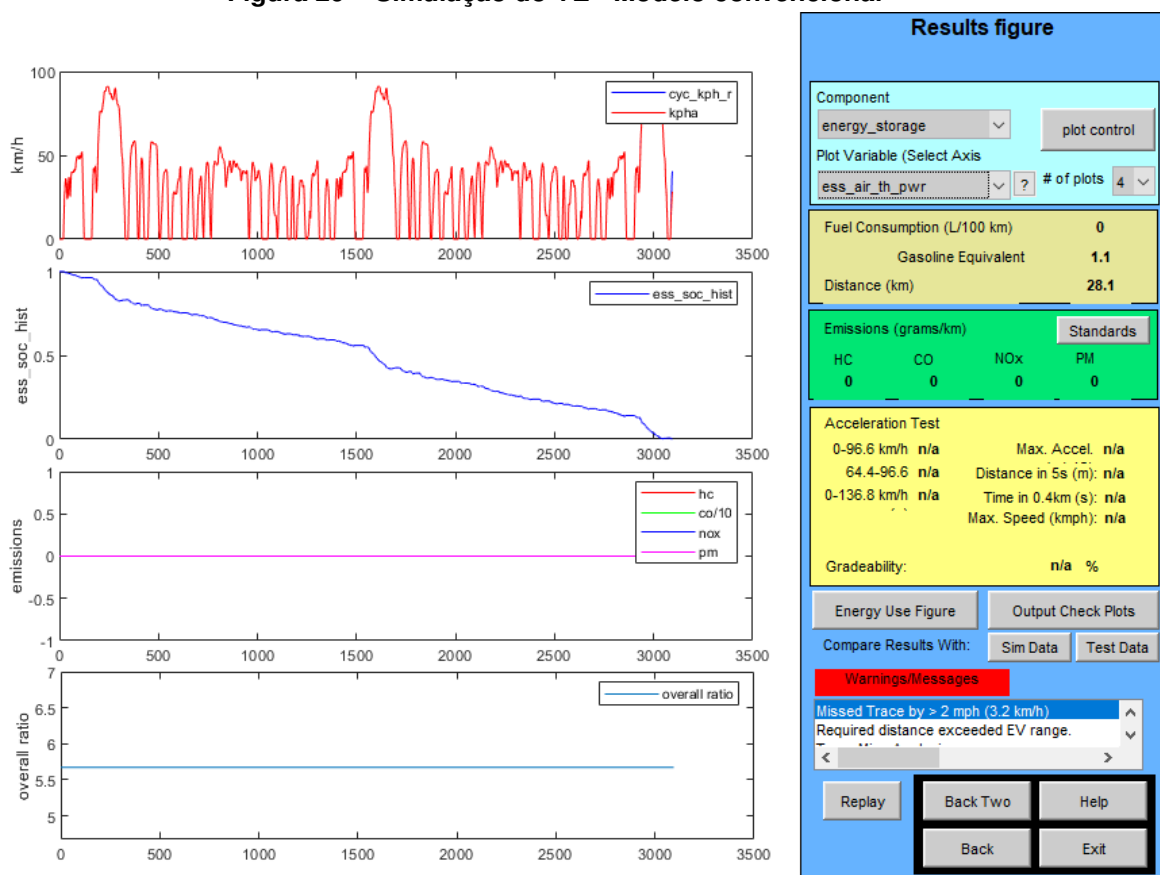 Results figure
100
50
0
km/h
cyc_kph_r
kpha
0 500 1000 1500 2000 2500 3000 3500
1
0.5
0
ess_soc_hist
ess_soc_hist
0 500 1000 1500 2000 2500 3000 3500
1
0.5
0
-0.5
-1
emissions
hc
co/10
nox
pm
0 500 1000 1500 2000 2500 3000 3500
7
6.5
6
5.5
5
overall ratio
overall ratio
0 500 1000 1500 2000 2500 3000 3500
Component
energy_storage
plot control
Plot Variable (Select Axis
ess_air_th_pwr ? # of plots 4
Fuel Consumption (L/100 km) 0
Gasoline Equivalent 1.1
Distance (km) 28.1
Emissions (grams/km) Standards
HC CO NOx PM
0 0 0 0
Acceleration Test
0-96.6 km/h n/a Max. Accel. n/a
64.4-96.6 n/a Distance in 5s (m): n/a
0-136.8 km/h n/a Time in 0.4km (s): n/a
Max. Speed (kmph): n/a
Gradeability: n/a %
Energy Use Figure Output Check Plots
Compare Results With: Sim Data Test Data
Warnings/Messages
Missed Trace by > 2 mph (3.2 km/h)
Required distance exceeded EV range.
Replay Back Two Help
Back Exit